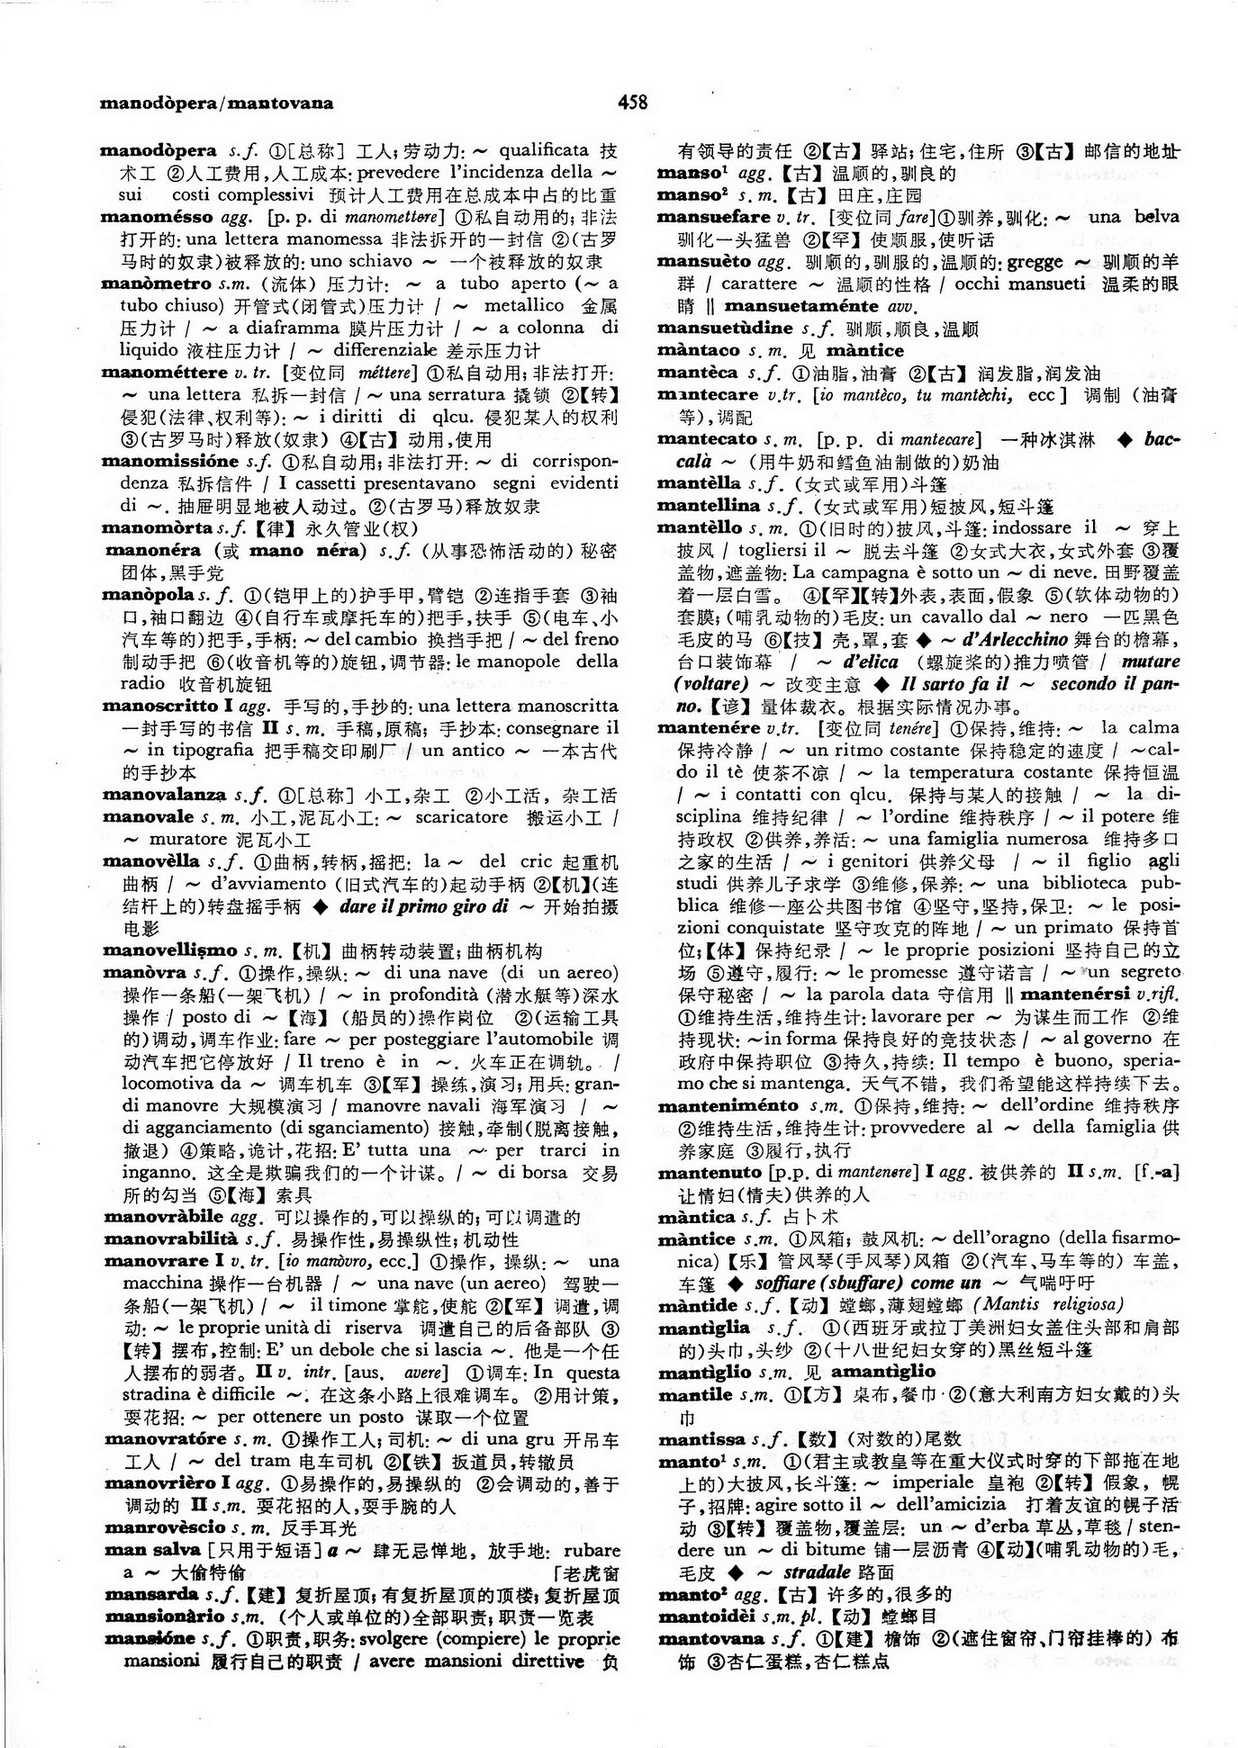 manodòpera/mantovana
458
manodòpera s.f. ①[总称] 工人;劳动力: ~ qualificata 技
术工 ②人工费用,人工成本: prevedere l'incidenza della ~
sui costi complessivi 预计人工费用在总成本中占的比重
manomésso agg. [p. p. di manomettere] ①私自动用的;非法
打开的: una lettera manomessa 非法拆开的一封信 ②(古罗
马时的奴隶)被释放的: uno schiavo ~ 一个被释放的奴隶
manòmetro s.m. (流体) 压力计: ~ a tubo aperto (~ a
tubo chiuso) 开管式(闭管式)压力计 / ~ metallico 金属
压力计 / ~ a diaframma 膜片压力计 / ~ a colonna di
liquido 液柱压力计 / ~ differenziale 差示压力计
manométtere v. tr. [变位同 méttere] ①私自动用;非法打开:
~ una lettera 私拆一封信 / ~ una serratura 撬锁 ②【转】
侵犯(法律、权利等): ~ i diritti di qlcu. 侵犯某人的权利
③(古罗马时)释放(奴隶) ④【古】 动用,使用
manomissióne s.f. ①私自动用;非法打开: ~ di corrispon-
denza 私拆信件 / I cassetti presentavano segni evidenti
di ~. 抽屉明显地被人动过。 ②(古罗马)释放奴隶
manomòrta s.f. 【律】 永久管业(权)
manonéra (或 mano néra) s.f. (从事恐怖活动的) 秘密
团体,黑手党
manòpola s. f. ①(铠甲上的)护手甲,臂铠 ②连指手套 ③袖
口,袖口翻边 ④(自行车或摩托车的)把手,扶手 ⑤(电车、小
汽车等的)把手,手柄: ~ del cambio 换挡手把 / ~ del freno
制动手把 ⑥(收音机等的)旋钮,调节器: le manopole della
radio 收音机旋钮
manoscritto I agg. 手写的,手抄的: una lettera manoscritta
一封手写的书信 II s. m. 手稿,原稿; 手抄本: consegnare il
~ in tipografia 把手稿交印刷厂 / un antico ~ 一本古代
的手抄本
manovalanza s.f. ①[总称] 小工,杂工 ②小工活, 杂工活
manovale s. m. 小工,泥瓦小工: ~ scaricatore 搬运小工 /
~ muratore 泥瓦小工
manovèlla s.f. ①曲柄,转柄,摇把: la ~ del cric 起重机
曲柄 / ~ d'avviamento (旧式汽车的)起动手柄 ②【机】(连
结杆上的)转盘摇手柄 ◆ dare il primo giro di ~ 开始拍摄
电影
manovellismo s. m. 【机】 曲柄转动装置;曲柄机构
manòvra s.f. ①操作,操纵: ~ di una nave (di un aereo)
操作一条船(一架飞机) / ~ in profondità (潜水艇等)深水
操作 / posto di ~ 【海】 (船员的)操作岗位 ②(运输工具
的)调动,调车作业: fare ~ per posteggiare l'automobile 调
动汽车把它停放好 / Il treno è in ~. 火车正在调轨。 /
locomotiva da ~ 调车机车 ③【军】 操练,演习;用兵: gran-
di manovre 大规模演习 / manovre navali 海军演习 / ~
di agganciamento (di sganciamento) 接触,牵制(脱离接触,
撤退) ④策略,诡计,花招: E' tutta una ~ per trarci in
inganno. 这全是欺骗我们的一个计谋。/ ~ di borsa 交易
所的勾当 ⑤【海】 索具
manovràbile agg. 可以操作的,可以操纵的;可以调遣的
manovrabilità s.f. 易操作性,易操纵性;机动性
manovrare I v. tr. [io manòvro, ecc.] ①操作, 操纵: ~ una
macchina 操作一台机器 / ~ una nave (un aereo) 驾驶一
条船(一架飞机) / ~ il timone 掌舵,使舵 ②【军】 调遣,调
动: ~ le proprie unità di riserva 调遣自己的后备部队 ③
【转】 摆布,控制: E' un debole che si lascia ~. 他是一个任
人摆布的弱者。 II v. intr. [aus. avere] ①调车: In questa
stradina è difficile ~. 在这条小路上很难调车。 ②用计策,
耍花招: ~ per ottenere un posto 谋取一个位置
manovratóre s. m. ①操作工人;司机: ~ di una gru 开吊车
工人 / ~ del tram 电车司机 ②【铁】 扳道员,转辙员
manovrièro I agg. ①易操作的,易操纵的 ②会调动的,善于
调动的 II s.m. 耍花招的人,耍手腕的人
manrovèscio s. m. 反手耳光
man salva [只用于短语] a ~ 肆无忌惮地, 放手地: rubare
a ~ 大偷特偷 「老虎窗
mansarda s.f. 【建】 复折屋顶;有复折屋顶的顶楼;复折屋顶
mansionàrio s.m. (个人或单位的)全部职责;职责一览表
mansióne s.f. ①职责,职务: svolgere (compiere) le proprie
mansioni 履行自己的职责 / avere mansioni direttive 负
有领导的责任 ②【古】 驿站;住宅,住所 ③【古】 邮信的地址
manso¹ agg. 【古】 温顺的,驯良的
manso² s. m. 【古】 田庄,庄园
mansuefare v. tr. [变位同 fare] ①驯养,驯化: ~ una belva
驯化一头猛兽 ②【罕】 使顺服,使听话
mansuèto agg. 驯顺的,驯服的,温顺的: gregge ~ 驯顺的羊
群 / carattere ~ 温顺的性格 / occhi mansueti 温柔的眼
睛 ‖ mansuetaménte avv.
mansuetùdine s.f. 驯顺,顺良,温顺
màntaco s. m. 见 màntice
mantèca s.f. ①油脂,油膏 ②【古】 润发脂,润发油
mantecare v.tr. [io mantèco, tu mantèchi, ecc] 调制 (油膏
等),调配
mantecato s. m. [p. p. di mantecare] 一种冰淇淋 ◆ bac-
calà ~ (用牛奶和鳕鱼油制做的)奶油
mantèlla s.f. (女式或军用)斗篷
mantellina s.f. (女式或军用)短披风,短斗篷
mantèllo s. m. ①(旧时的)披风,斗篷: indossare il ~ 穿上
披风 / togliersi il ~ 脱去斗篷 ②女式大衣,女式外套 ③覆
盖物,遮盖物: La campagna è sotto un ~ di neve. 田野覆盖
着一层白雪。 ④【罕】【转】外表,表面,假象 ⑤(软体动物的)
套膜;(哺乳动物的)毛皮: un cavallo dal ~ nero 一匹黑色
毛皮的马 ⑥【技】 壳,罩,套 ◆ ~ d'Arlecchino 舞台的檐幕,
台口装饰幕 / ~ d'elica (螺旋桨的)推力喷管 / mutare
(voltare) ~ 改变主意 ◆ Il sarto fa il ~ secondo il pan-
no. 【谚】 量体裁衣。根据实际情况办事。
mantenére v.tr. [变位同 tenére] ①保持,维持: ~ la calma
保持冷静 / ~ un ritmo costante 保持稳定的速度 / ~ cal-
do il tè 使茶不凉 / ~ la temperatura costante 保持恒温
/ ~ i contatti con qlcu. 保持与某人的接触 / ~ la di-
sciplina 维持纪律 / ~ l'ordine 维持秩序 / ~ il potere 维
持政权 ②供养,养活: ~ una famiglia numerosa 维持多口
之家的生活 / ~ i genitori 供养父母 / ~ il figlio agli
studi 供养儿子求学 ③维修,保养: ~ una biblioteca pub-
blica 维修一座公共图书馆 ④坚守,坚持,保卫: ~ le posi-
zioni conquistate 坚守攻克的阵地 / ~ un primato 保持首
位;【体】 保持纪录 / ~ le proprie posizioni 坚持自己的立
场 ⑤遵守,履行: ~ le promesse 遵守诺言 / ~ un segreto
保守秘密 / ~ la parola data 守信用 ‖ mantenérsi v.rifl.
①维持生活,维持生计: lavorare per ~ 为谋生而工作 ②维
持现状: ~ in forma 保持良好的竞技状态 / ~ al governo 在
政府中保持职位 ③持久,持续: Il tempo è buono, speria-
mo che si mantenga. 天气不错, 我们希望能这样持续下去。
manteniménto s.m. ①保持,维持: ~ dell'ordine 维持秩序
②维持生活,维持生计: provvedere al ~ della famiglia 供
养家庭 ③履行,执行
mantenuto [p.p. di mantenere] I agg. 被供养的 II s.m. [f.-a]
让情妇(情夫)供养的人
màntica s.f. 占卜术
màntice s.m. ①风箱; 鼓风机: ~ dell'oragno (della fisarmo-
nica) 【乐】 管风琴(手风琴)风箱 ②(汽车、马车等的) 车盖,
车篷 ◆ soffiare (sbuffare) come un ~ 气喘吁吁
màntide s.f. 【动】 螳螂,薄翅螳螂 (Mantis religiosa)
mantìglia s.f. ①(西班牙或拉丁美洲妇女盖住头部和肩部
的)头巾,头纱 ②(十八世纪妇女穿的)黑丝短斗篷
mantìglio s.m. 见 amantìglio
mantile s.m. ①【方】 桌布,餐巾 ②(意大利南方妇女戴的)头
巾
mantissa s.f. 【数】 (对数的)尾数
manto¹ s.m. ①(君主或教皇等在重大仪式时穿的下部拖在地
上的)大披风,长斗篷: ~ imperiale 皇袍 ②【转】 假象, 幌
子,招牌: agire sotto il ~ dell'amicizia 打着友谊的幌子活
动 ③【转】 覆盖物,覆盖层: un ~ d'erba 草丛,草毯 / sten-
dere un ~ di bitume 铺一层沥青 ④【动】(哺乳动物的)毛,
毛皮 ◆ ~ stradale 路面
manto² agg. 【古】 许多的,很多的
mantoidèi s.m.pl. 【动】 螳螂目
mantovana s.f. ①【建】 檐饰 ②(遮住窗帘、门帘挂棒的) 布
饰 ③杏仁蛋糕,杏仁糕点